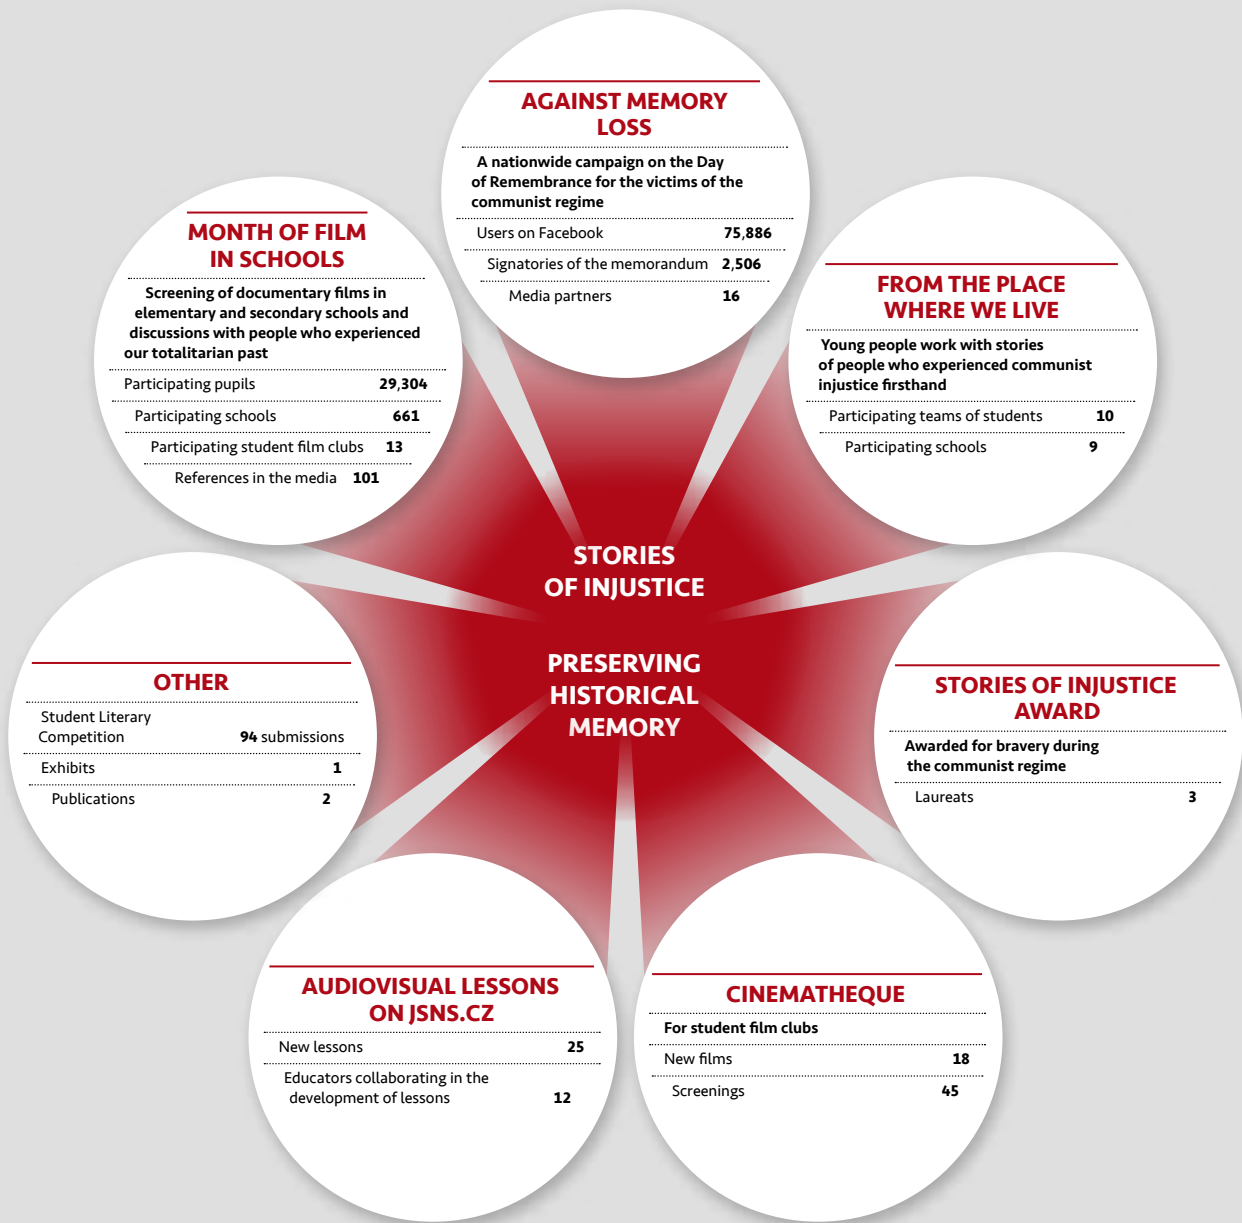 AGAINST MEMORY
LOSS
A nationwide campaign on the Day
of Remembrance for the victims of the
communist regime
Users on Facebook 75,886
Signatories of the memorandum 2,506
Media partners 16
MONTH OF FILM
IN SCHOOLS
Screening of documentary films in
elementary and secondary schools and
discussions with people who experienced
our totalitarian past
Participating pupils 29,304
Participating schools 661
Participating student film clubs 13
References in the media 101
FROM THE PLACE
WHERE WE LIVE
Young people work with stories
of people who experienced communist
injustice firsthand
Participating teams of students 10
Participating schools 9
STORIES
OF INJUSTICE
PRESERVING
HISTORICAL
MEMORY
OTHER
Student Literary
Competition 94 submissions
Exhibits 1
Publications 2
STORIES OF INJUSTICE
AWARD
Awarded for bravery during
the communist regime
Laureats 3
AUDIOVISUAL LESSONS
ON JSNS.CZ
New lessons 25
Educators collaborating in the
development of lessons 12
CINEMATHEQUE
For student film clubs
New films 18
Screenings 45